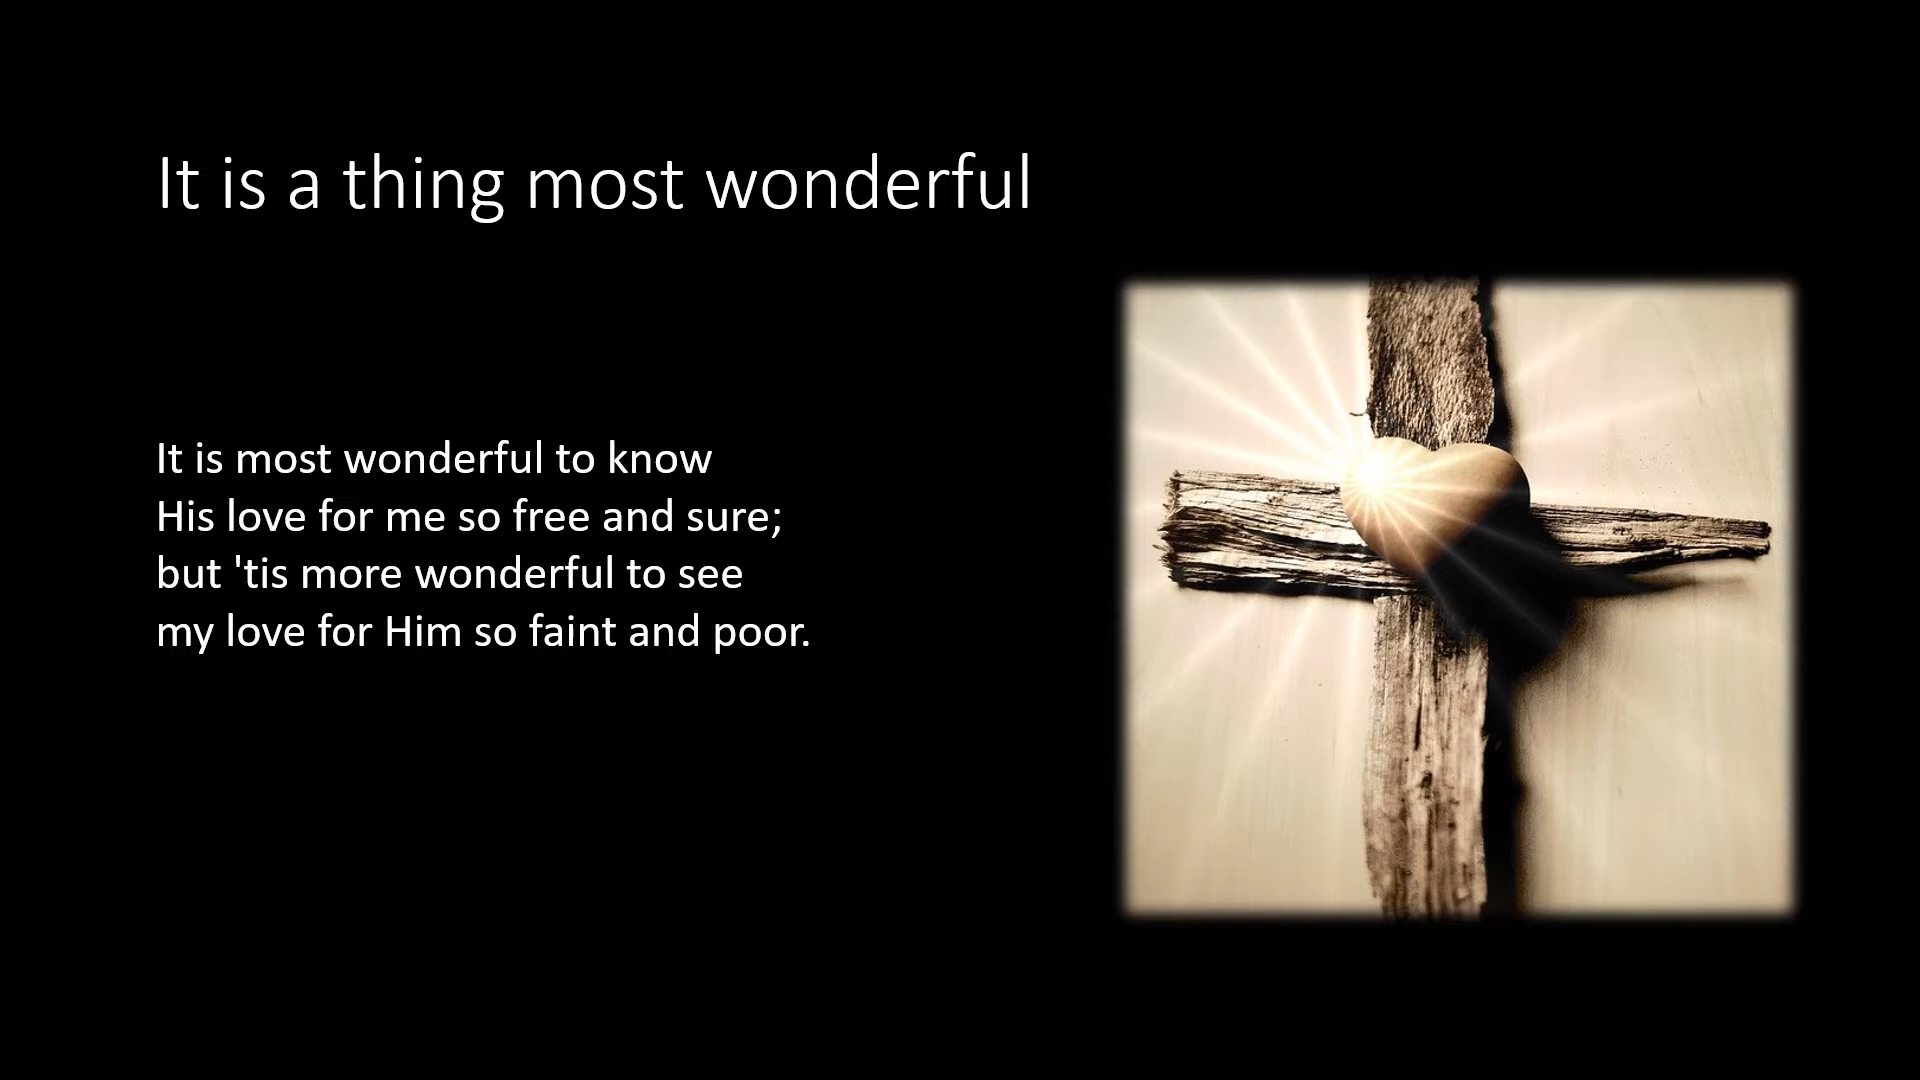 It is a thing most wonderful
It is most wonderful to know
His love for me so free and sure;
but 'tis more wonderful to see
my love for Him so faint and poor.